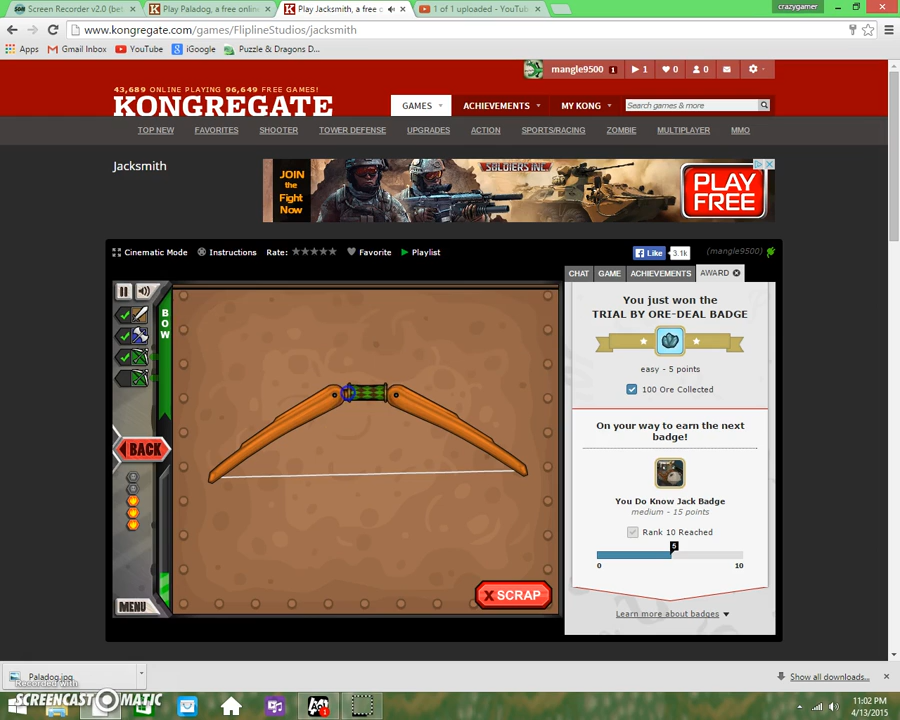 Screen Recorder v2.0 (bet
Play Paladog, a free onlin
Play Jacksmith, a free o
1 of 1 uploaded - YouTub
crazygamer
www.kongregate.com/games/FliplineStudios/jacksmith
Apps
Gmail Inbox
YouTube
iGoogle
Puzzle & Dragons D...
mangle9500 1
1
0
0
43,689 ONLINE PLAYING 96,649 FREE GAMES!
KONGREGATE
GAMES
ACHIEVEMENTS
MY KONG
Search games & more
TOP NEW
FAVORITES
SHOOTER
TOWER DEFENSE
UPGRADES
ACTION
SPORTS/RACING
ZOMBIE
MULTIPLAYER
MMO
Jacksmith
JOIN
the
Fight
Now
SOLDIERS INC.
PLAY
FREE
Cinematic Mode
Instructions
Rate:
Favorite
Playlist
Like
3.1k
(mangle9500)
CHAT
GAME
ACHIEVEMENTS
AWARD
BOW
BACK
MENU
X SCRAP
You just won the
TRIAL BY ORE-DEAL BADGE
easy - 5 points
100 Ore Collected
On your way to earn the next
badge!
You Do Know Jack Badge
medium - 15 points
Rank 10 Reached
5
0
10
Learn more about badges
Paladog.jpg
Show all downloads...
Recorded with
SCREENCAST-O-MATIC
11:02 PM
4/13/2015